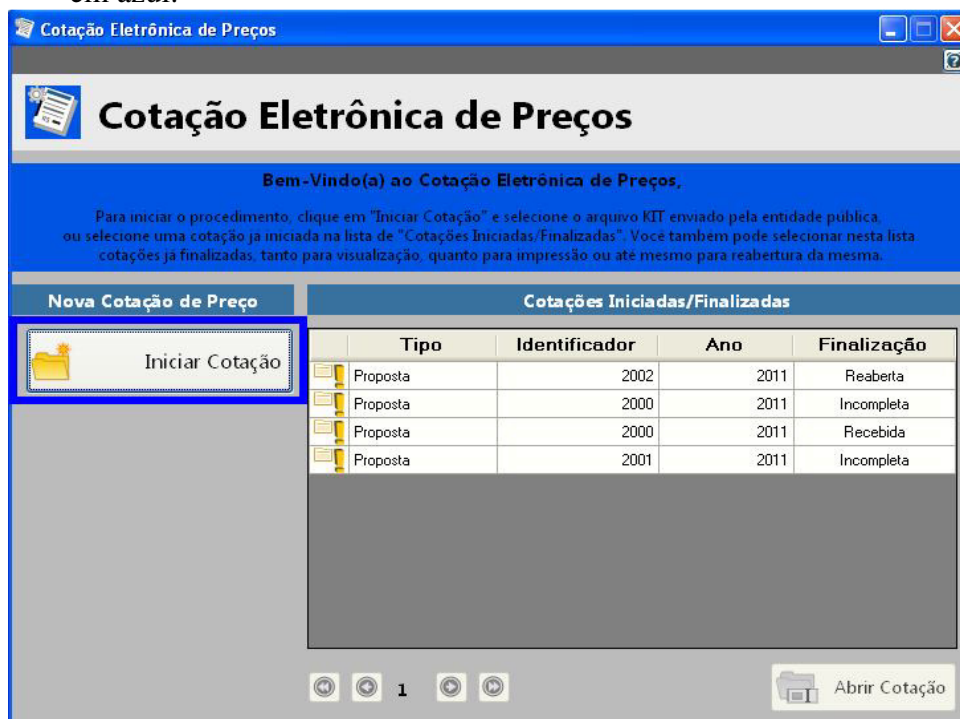 em azul.
Cotação Eletrônica de Preços
Cotação Eletrônica de Preços
Bem-Vindo(a) ao Cotação Eletrônica de Preços,
Para iniciar o procedimento, clique em "Iniciar Cotação" e selecione o arquivo KIT enviado pela entidade pública,
ou selecione uma cotação já iniciada na lista de "Cotações Iniciadas/Finalizadas". Você também pode selecionar nesta lista
cotações já finalizadas, tanto para visualização, quanto para impressão ou até mesmo para reabertura da mesma.
Nova Cotação de Preço
Cotações Iniciadas/Finalizadas
Iniciar Cotação
Tipo Identificador Ano Finalização
Proposta 2002 2011 Reaberta
Proposta 2000 2011 Incompleta
Proposta 2000 2011 Recebida
Proposta 2001 2011 Incompleta
1
Abrir Cotação